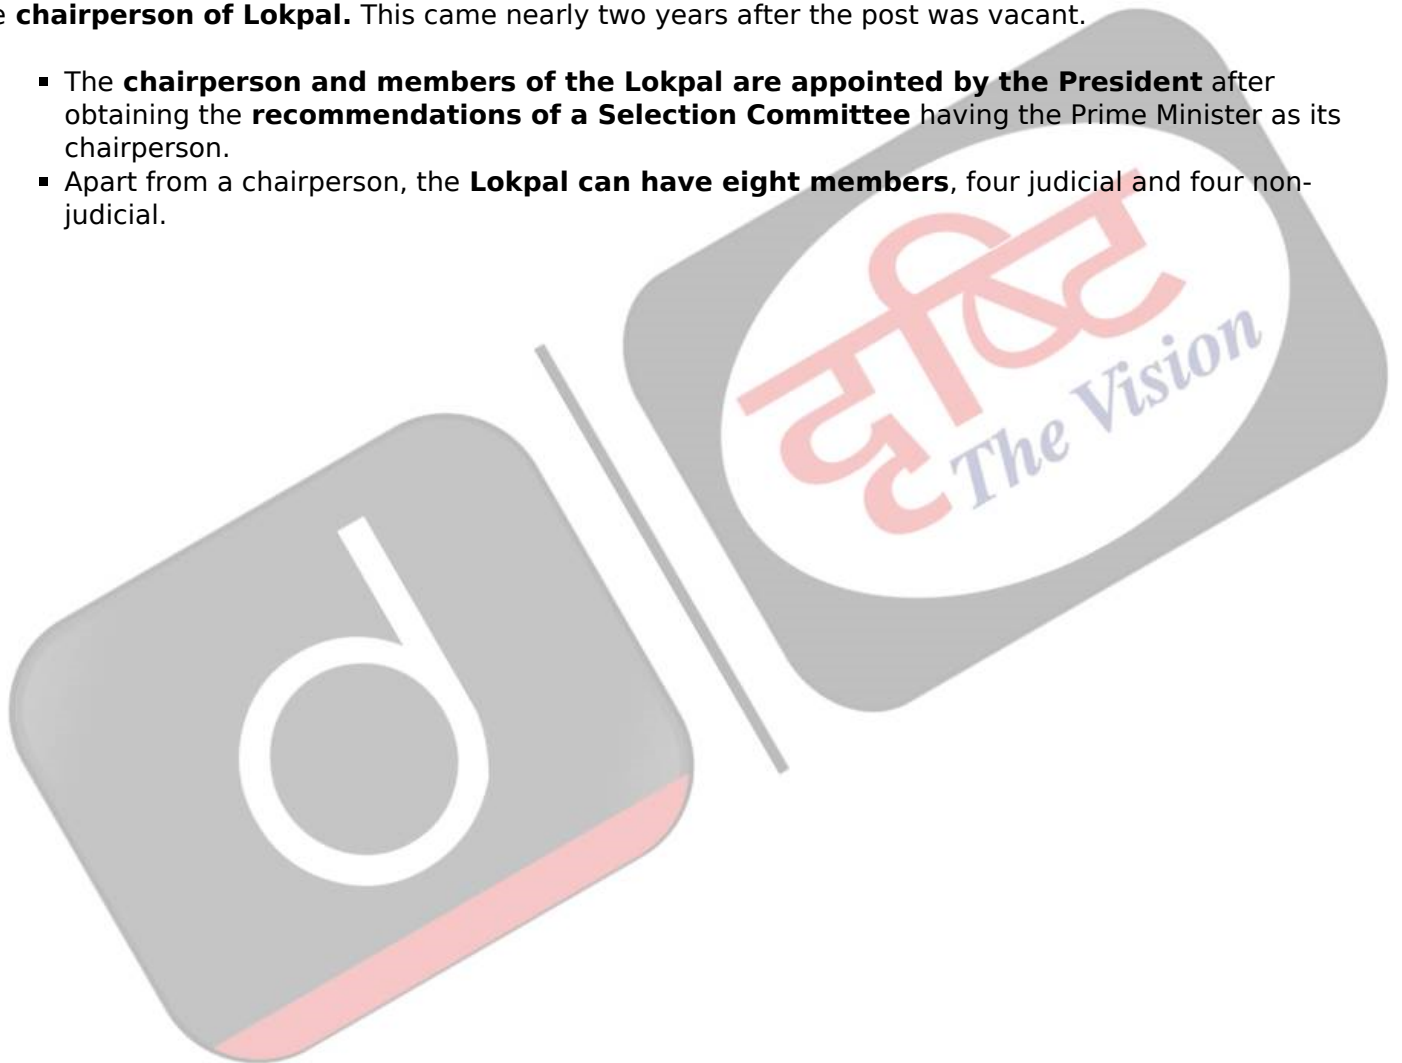 e chairperson of Lokpal. This came nearly two years after the post was vacant.
▪ The chairperson and members of the Lokpal are appointed by the President after
obtaining the recommendations of a Selection Committee having the Prime Minister as its
chairperson.
▪ Apart from a chairperson, the Lokpal can have eight members, four judicial and four non-
judicial.
दृष्टि
The Vision
d